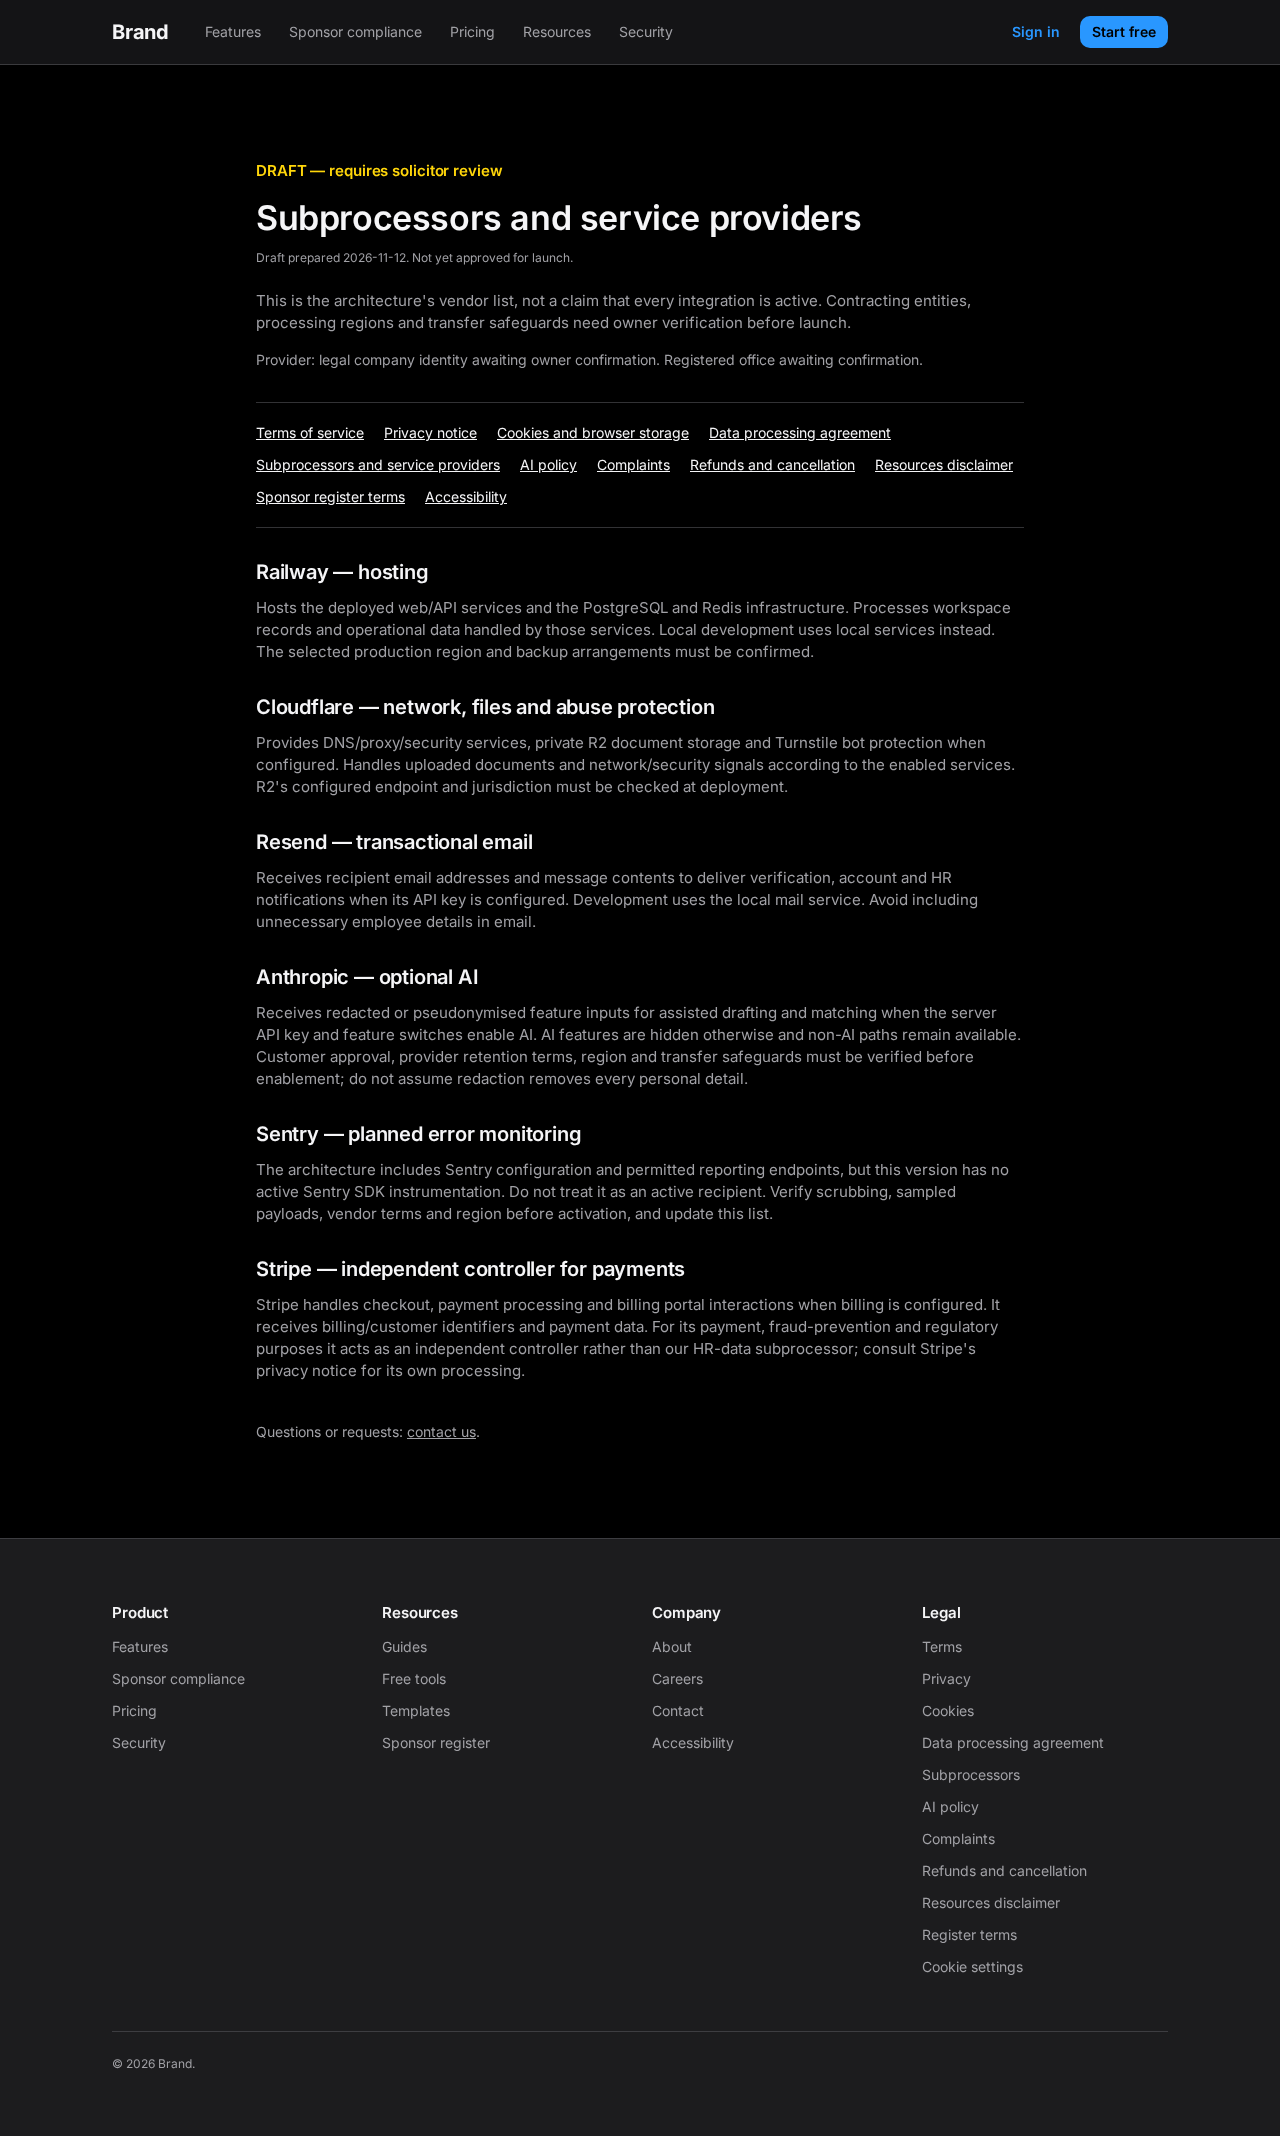 Brand
Features
Sponsor compliance
Pricing
Resources
Security
Sign in
Start free
DRAFT — requires solicitor review
Subprocessors and service providers
Draft prepared 2026-11-12. Not yet approved for launch.
This is the architecture's vendor list, not a claim that every integration is active. Contracting entities,
processing regions and transfer safeguards need owner verification before launch.
Provider: legal company identity awaiting owner confirmation. Registered office awaiting confirmation.
Terms of service
Privacy notice
Cookies and browser storage
Data processing agreement
Subprocessors and service providers
AI policy
Complaints
Refunds and cancellation
Resources disclaimer
Sponsor register terms
Accessibility
Railway — hosting
Hosts the deployed web/API services and the PostgreSQL and Redis infrastructure. Processes workspace
records and operational data handled by those services. Local development uses local services instead.
The selected production region and backup arrangements must be confirmed.
Cloudflare — network, files and abuse protection
Provides DNS/proxy/security services, private R2 document storage and Turnstile bot protection when
configured. Handles uploaded documents and network/security signals according to the enabled services.
R2's configured endpoint and jurisdiction must be checked at deployment.
Resend — transactional email
Receives recipient email addresses and message contents to deliver verification, account and HR
notifications when its API key is configured. Development uses the local mail service. Avoid including
unnecessary employee details in email.
Anthropic — optional AI
Receives redacted or pseudonymised feature inputs for assisted drafting and matching when the server
API key and feature switches enable AI. AI features are hidden otherwise and non-AI paths remain available.
Customer approval, provider retention terms, region and transfer safeguards must be verified before
enablement; do not assume redaction removes every personal detail.
Sentry — planned error monitoring
The architecture includes Sentry configuration and permitted reporting endpoints, but this version has no
active Sentry SDK instrumentation. Do not treat it as an active recipient. Verify scrubbing, sampled
payloads, vendor terms and region before activation, and update this list.
Stripe — independent controller for payments
Stripe handles checkout, payment processing and billing portal interactions when billing is configured. It
receives billing/customer identifiers and payment data. For its payment, fraud-prevention and regulatory
purposes it acts as an independent controller rather than our HR-data subprocessor; consult Stripe's
privacy notice for its own processing.
Questions or requests: contact us.
Product
Features
Sponsor compliance
Pricing
Security
Resources
Guides
Free tools
Templates
Sponsor register
Company
About
Careers
Contact
Accessibility
Legal
Terms
Privacy
Cookies
Data processing agreement
Subprocessors
AI policy
Complaints
Refunds and cancellation
Resources disclaimer
Register terms
Cookie settings
© 2026 Brand.